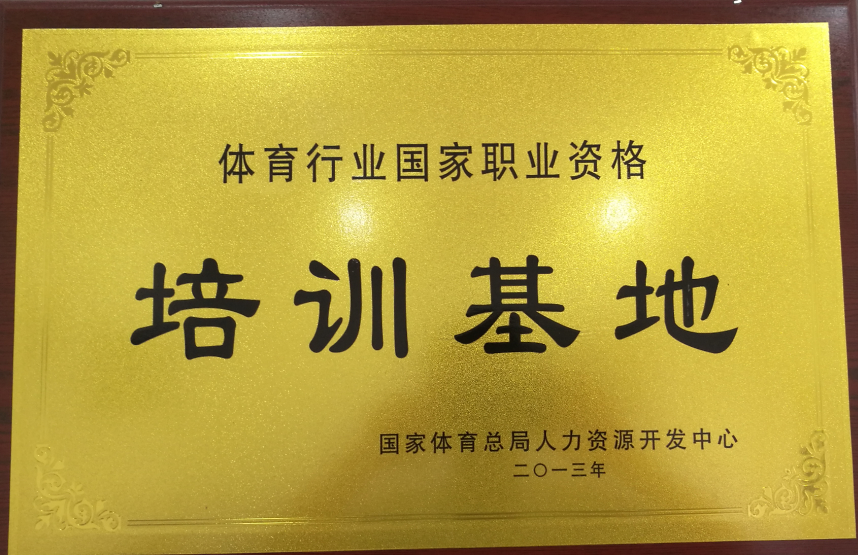 体育行业国家职业资格
培训基地
国家体育总局人力资源开发中心
二〇一三年